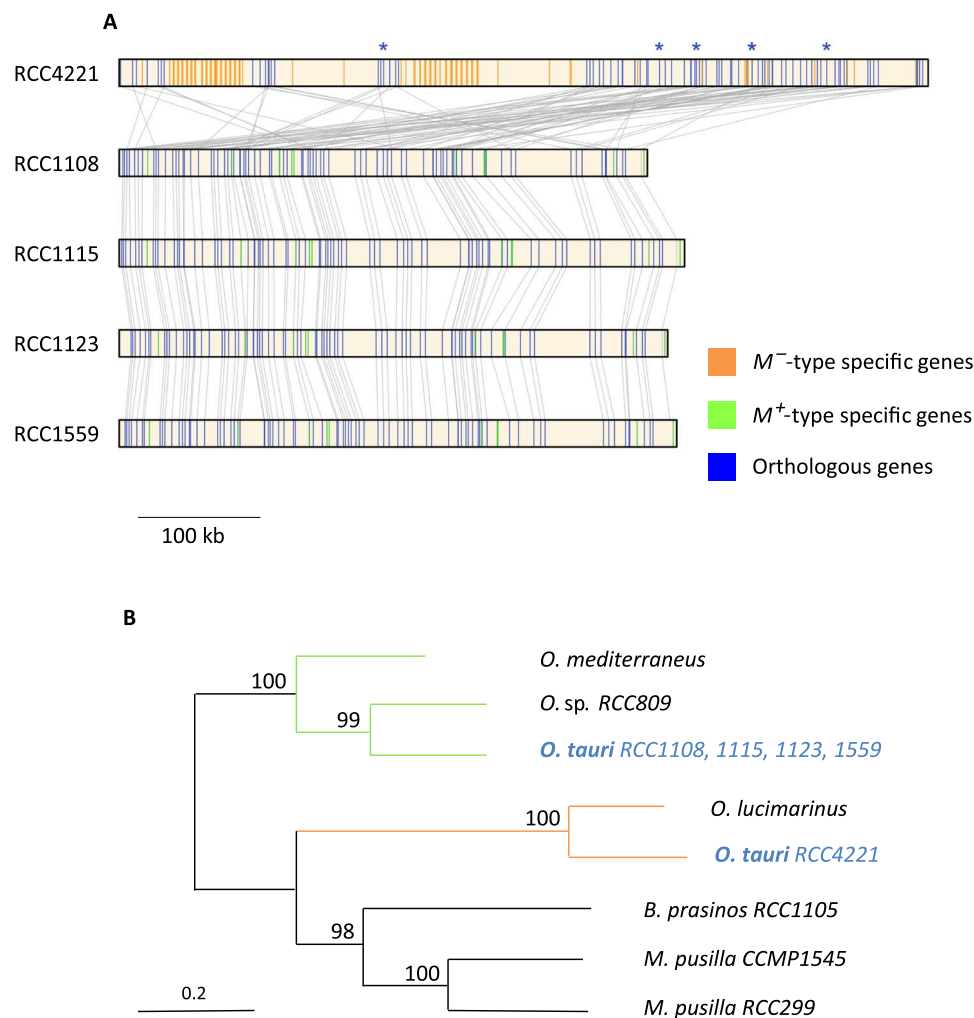 A
* * * * *
RCC4221
RCC1108
RCC1115
RCC1123
RCC1559
M⁻-type specific genes
M⁺-type specific genes
Orthologous genes
100 kb
B
O. mediterraneus
100
O. sp. RCC809
99
O. tauri RCC1108, 1115, 1123, 1559
O. lucimarinus
100
O. tauri RCC4221
B. prasinos RCC1105
98
M. pusilla CCMP1545
100
0.2
M. pusilla RCC299